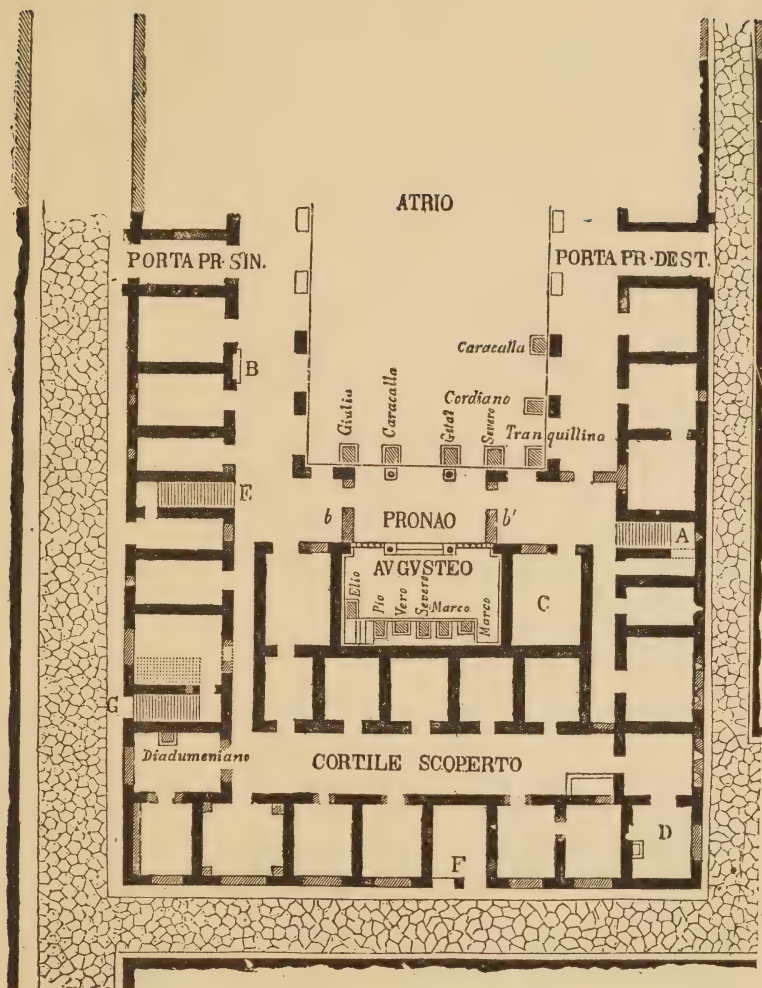 ATRIO
PORTA PR·SIN.
PORTA PR·DEST.
Caracalla
B
Giulia
Caracalla
Geta?
Severo
Cordiano
Tranquillina
E
b
PRONAO
b'
A
AVGVSTEO
Elio
Pio
Vero
Severo
Marco
Marco
C
G
Diadumeniano
CORTILE SCOPERTO
D
F